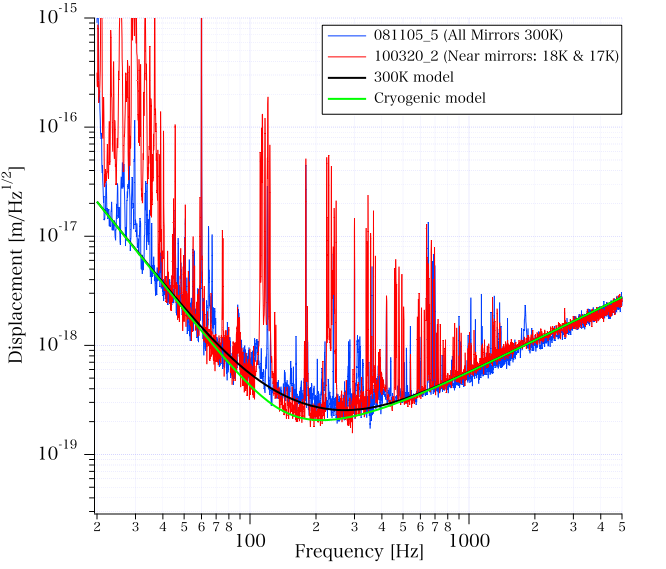 10^-15
10^-16
10^-17
10^-18
10^-19
Displacement [m/Hz^1/2]
081105_5 (All Mirrors 300K)
100320_2 (Near mirrors: 18K & 17K)
300K model
Cryogenic model
2 3 4 5 6 7 8 100 2 3 4 5 6 7 8 1000 2 3 4 5
Frequency [Hz]